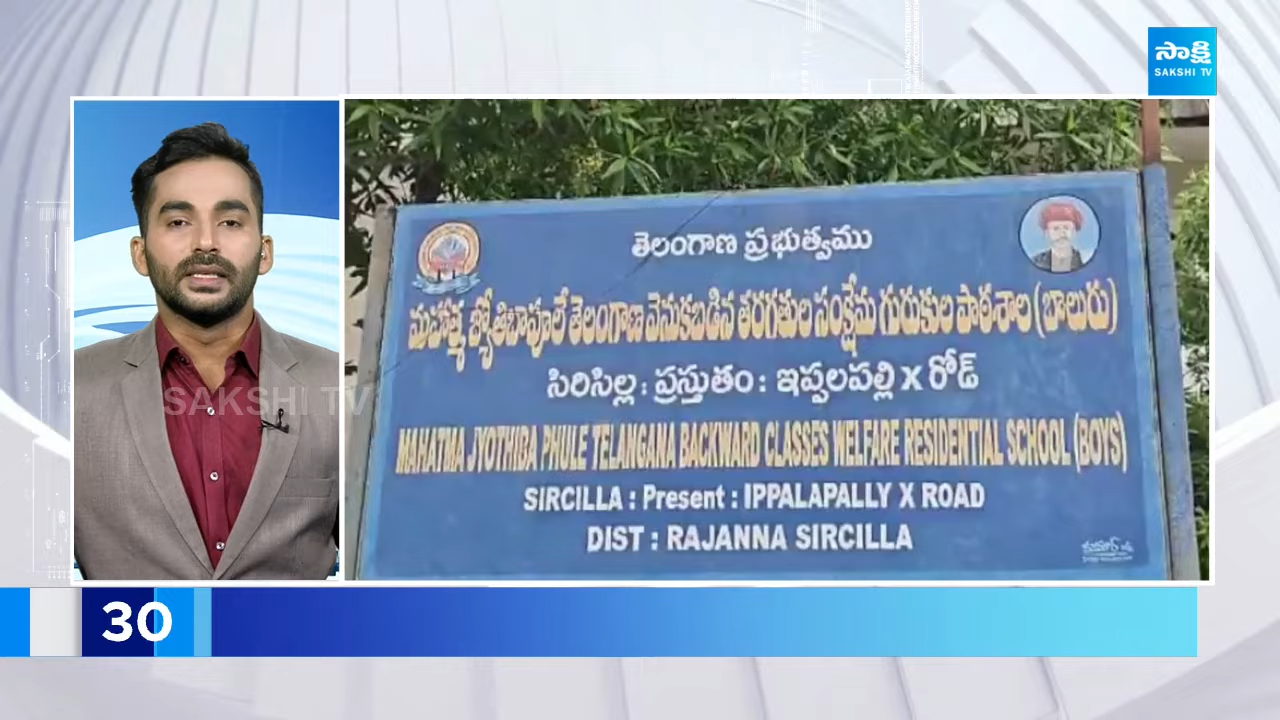 సాక్షి
SAKSHI TV
తెలంగాణ ప్రభుత్వము
మహాత్మ జ్యోతిబాపూలే తెలంగాణ వెనుకబడిన తరగతుల సంక్షేమ గురుకుల పాఠశాల (బాలురు)
సిరిసిల్ల : ప్రస్తుతం : ఇప్పలపల్లి X రోడ్
SAKSHI TV
MAHATMA JYOTHIBA PHULE TELANGANA BACKWARD CLASSES WELFARE RESIDENTIAL SCHOOL (BOYS)
SIRCILLA : Present : IPPALAPALLY X ROAD
DIST : RAJANNA SIRCILLA
30